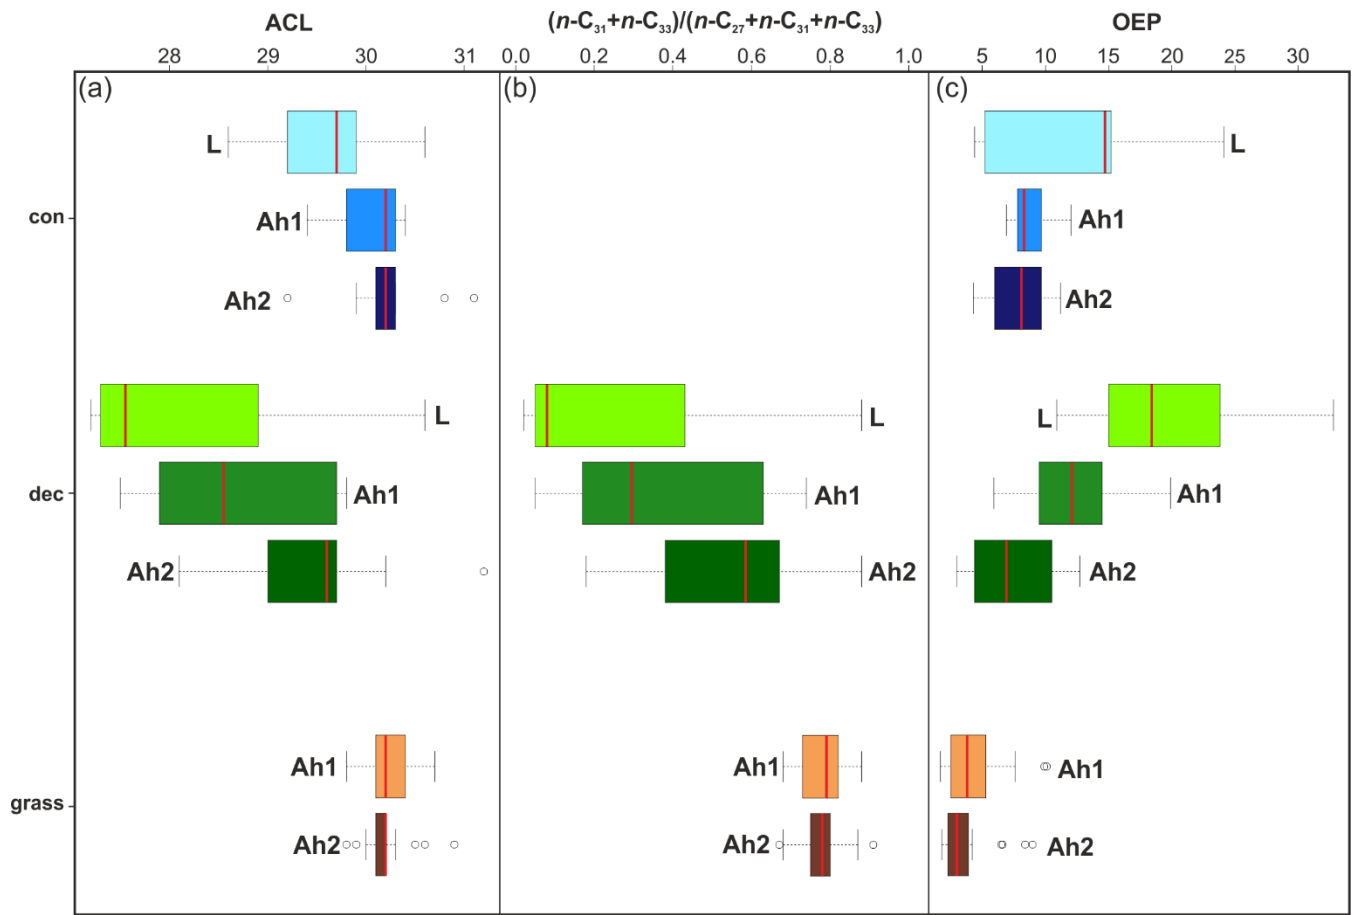 ACL
(n-C₃₁+n-C₃₃)/(n-C₂₇+n-C₃₁+n-C₃₃)
OEP
28 29 30 31
0.0 0.2 0.4 0.6 0.8 1.0
5 10 15 20 25 30
(a) (b) (c)
L L
con Ah1 Ah1
Ah2 Ah2
L L L
dec Ah1 Ah1 Ah1
Ah2 Ah2 Ah2
Ah1 Ah1 Ah1
grass
Ah2 Ah2 Ah2